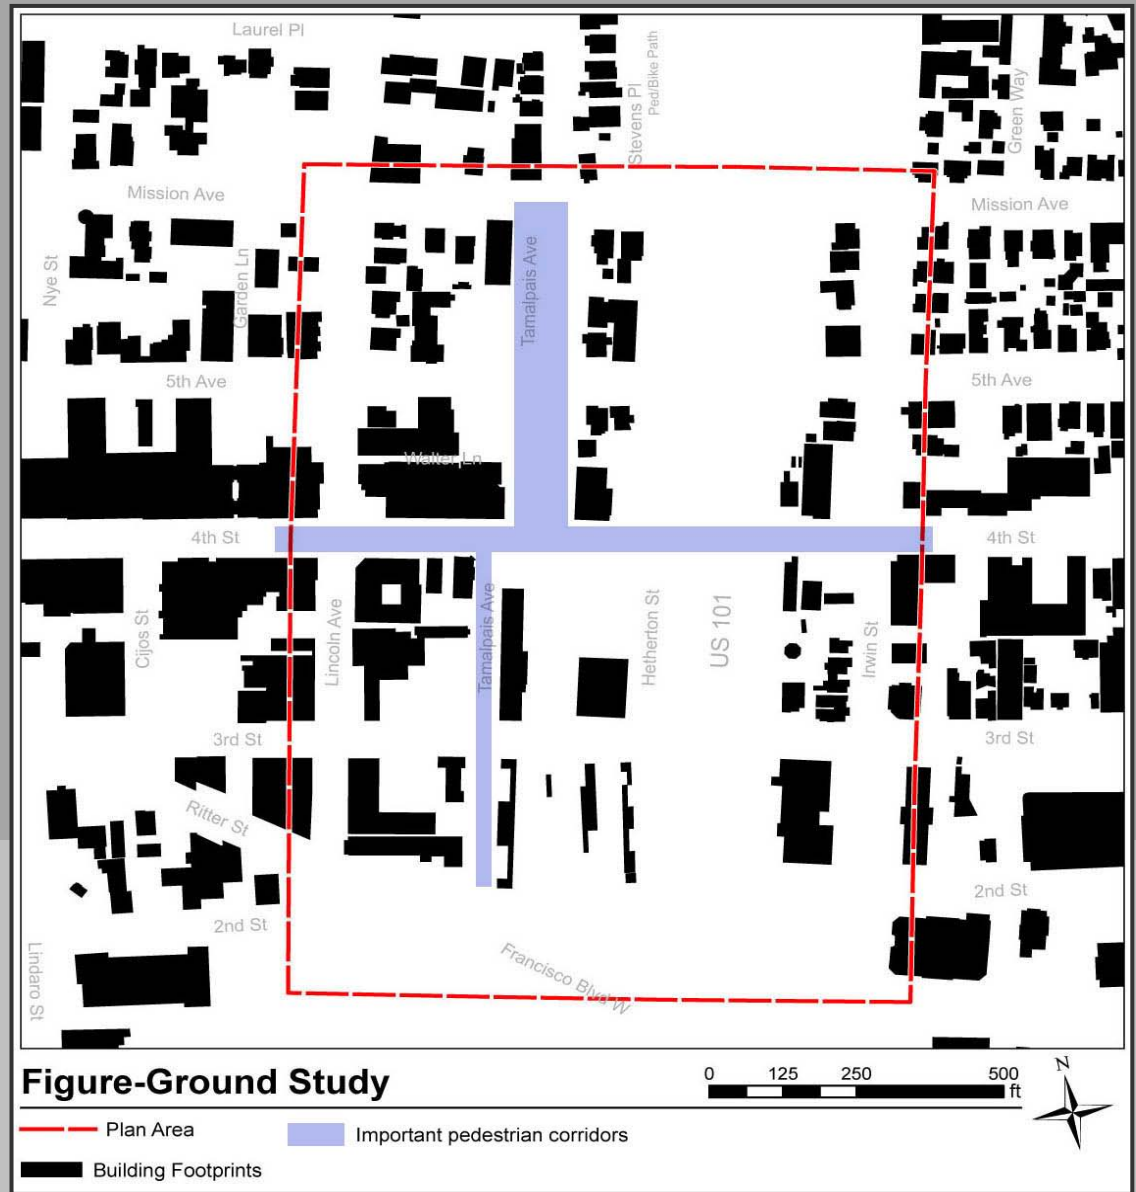 Laurel Pl
Stevens Pl
Ped/Bike Path
Green Way
Mission Ave
Mission Ave
Nye St
Garden Ln
Tamalpais Ave
5th Ave
5th Ave
Walter Ln
4th St
4th St
Cijos St
Lincoln Ave
Tamalpais Ave
Hetherton St
US 101
Irwin St
3rd St
3rd St
Ritter St
2nd St
2nd St
Lindaro St
Francisco Blvd W
Figure-Ground Study
0 125 250 500
ft
N
Plan Area
Important pedestrian corridors
Building Footprints